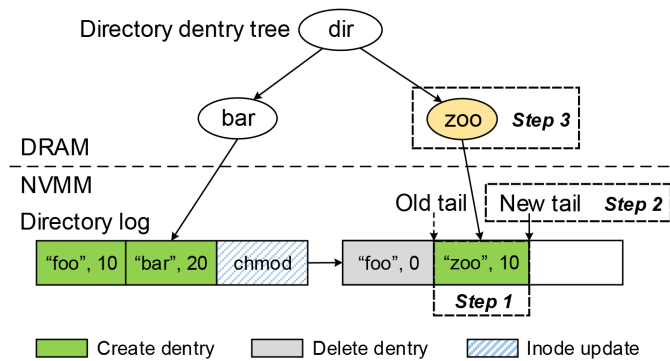 Directory dentry tree
dir
bar
zoo
Step 3
DRAM
NVMM
Directory log
Old tail
New tail
Step 2
“foo”, 10
“bar”, 20
chmod
“foo”, 0
“zoo”, 10
Step 1
Create dentry
Delete dentry
Inode update